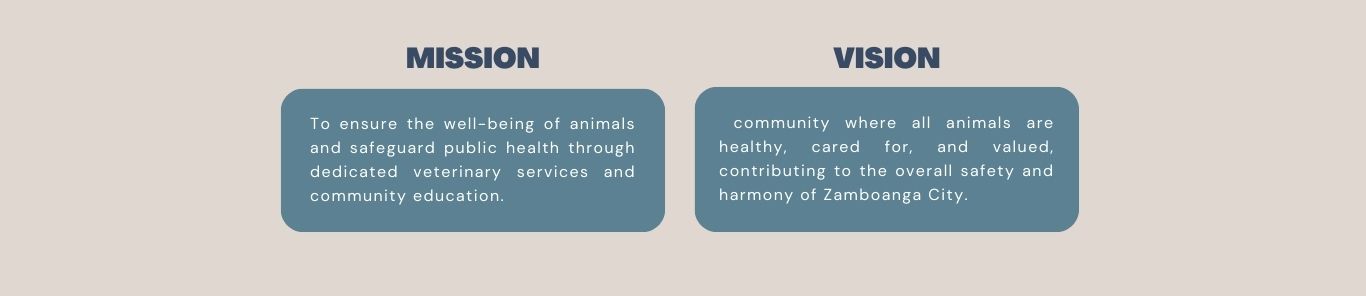 MISSION
To ensure the well-being of animals
and safeguard public health through
dedicated veterinary services and
community education.
VISION
community where all animals are
healthy, cared for, and valued,
contributing to the overall safety and
harmony of Zamboanga City.